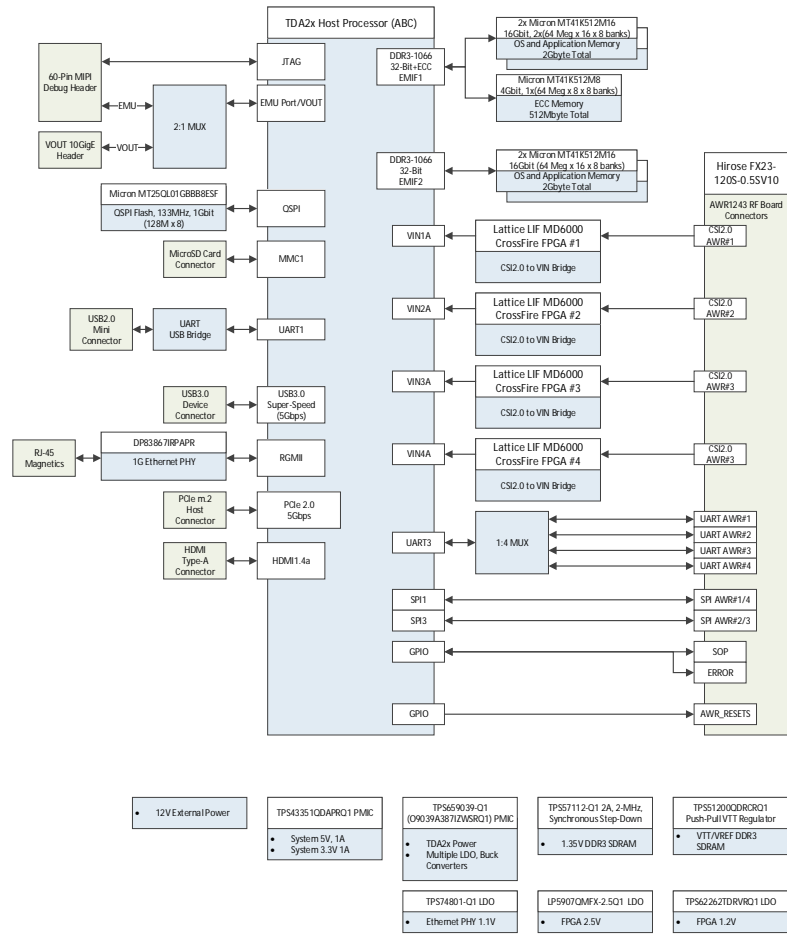 TDA2x Host Processor (ABC)
60-Pin MIPI
Debug Header
EMU
VOUT 10GigE
Header
VOUT
2:1 MUX
JTAG
EMU Port/VOUT
Micron MT25QL01GBBB8ESF
QSPI Flash, 133MHz, 1Gbit
(128M x 8)
QSPI
MicroSD Card
Connector
MMC1
USB2.0
Mini
Connector
UART
USB Bridge
UART1
USB3.0
Device
Connector
USB3.0
Super-Speed
(5Gbps)
RJ-45
Magnetics
DP83867IRPAPR
1G Ethernet PHY
RGMII
PCIe m.2
Host
Connector
PCIe 2.0
5Gbps
HDMI
Type-A
Connector
HDMI1.4a
DDR3-1066
32-Bit+ECC
EMIF1
2x Micron MT41K512M16
16Gbit, 2x(64 Meg x 16 x 8 banks)
OS and Application Memory
2Gbyte Total
Micron MT41K512M8
4Gbit, 1x(64 Meg x 8 x 8 banks)
ECC Memory
512Mbyte Total
DDR3-1066
32-Bit
EMIF2
2x Micron MT41K512M16
16Gbit (64 Meg x 16 x 8 banks)
OS and Application Memory
2Gbyte Total
Hirose FX23-
120S-0.5SV10
AWR1243 RF Board
Connectors
VIN1A
Lattice LIF MD6000
CrossFire FPGA #1
CSI2.0 to VIN Bridge
CSI2.0
AWR#1
VIN2A
Lattice LIF MD6000
CrossFire FPGA #2
CSI2.0 to VIN Bridge
CSI2.0
AWR#2
VIN3A
Lattice LIF MD6000
CrossFire FPGA #3
CSI2.0 to VIN Bridge
CSI2.0
AWR#3
VIN4A
Lattice LIF MD6000
CrossFire FPGA #4
CSI2.0 to VIN Bridge
CSI2.0
AWR#3
UART3
1:4 MUX
UART AWR#1
UART AWR#2
UART AWR#3
UART AWR#4
SPI1
SPI AWR#1/4
SPI3
SPI AWR#2/3
GPIO
SOP
ERROR
GPIO
AWR_RESETS
• 12V External Power
TPS43351QDAPRQ1 PMIC
• System 5V, 1A
• System 3.3V 1A
TPS659039-Q1
(O9039A387IZWSRQ1) PMIC
• TDA2x Power
• Multiple LDO, Buck
Converters
TPS57112-Q1 2A, 2-MHz,
Synchronous Step-Down
• 1.35V DDR3 SDRAM
TPS51200QDRCRQ1
Push-Pull VTT Regulator
• VTT/VREF DDR3
SDRAM
TPS74801-Q1 LDO
• Ethernet PHY 1.1V
LP5907QMFX-2.5Q1 LDO
• FPGA 2.5V
TPS62262TDRVRQ1 LDO
• FPGA 1.2V